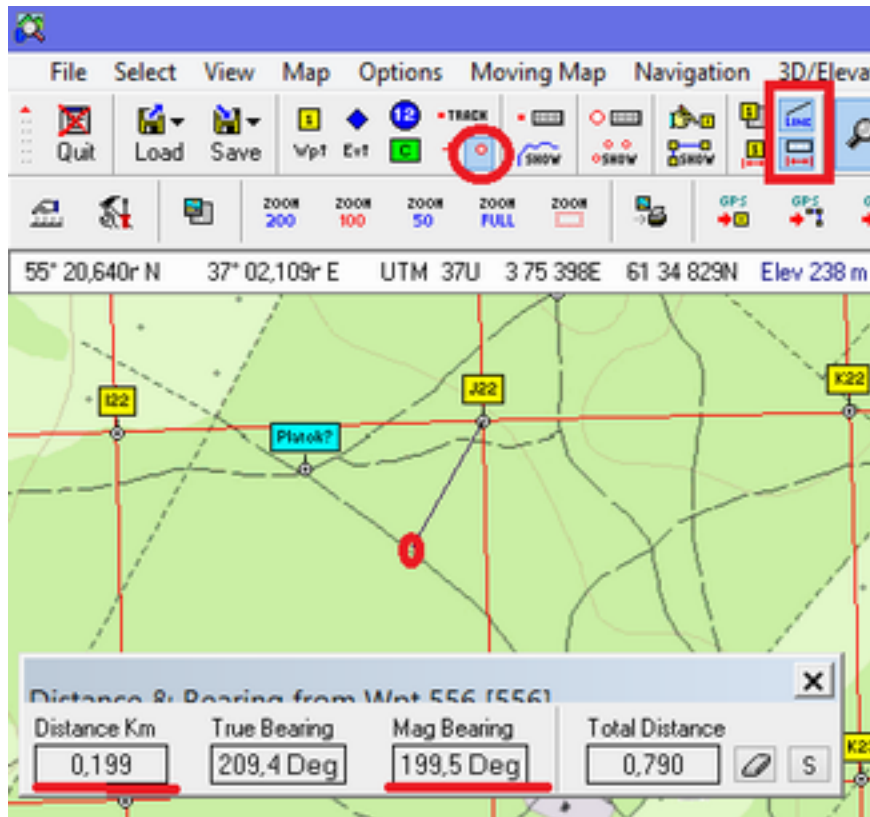 File Select View Map Options Moving Map Navigation 3D/Eleva
12 TRACK LINE
Quit Load Save Wpt Evt C SHOW SHOW SHOW S
ZOOM 200 ZOOM 100 ZOOM 50 ZOOM FULL ZOOM GPS GPS
55° 20,640r N 37° 02,109r E UTM 37U 3 75 398E 61 34 829N Elev 238 m
K22
J22
I22
Platok?
Distance & Bearing from Wpt 556 [556]
Distance Km True Bearing Mag Bearing Total Distance
0,199 209,4 Deg 199,5 Deg 0,790 S